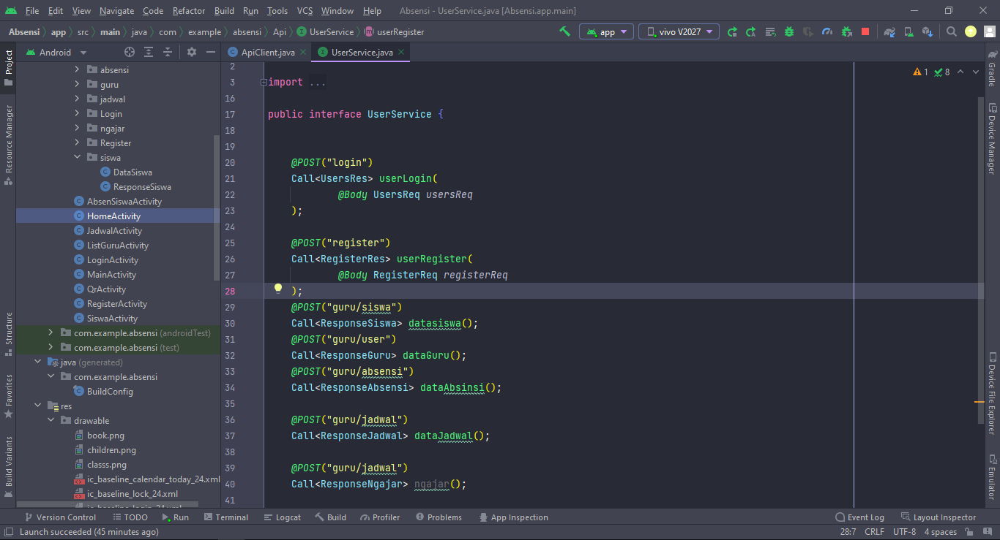 File Edit View Navigate Code Refactor Build Run Tools VCS Window Help Absensi - UserService.java [Absensi.app.main]
Absensi app src main java com example absensi Api UserService userRegister app vivo V2027
Project
Resource Manager
Structure
Favorites
Build Variants
Android
absensi
guru
jadwal
Login
ngajar
Register
siswa
DataSiswa
ResponseSiswa
AbsenSiswaActivity
HomeActivity
JadwalActivity
ListGuruActivity
LoginActivity
MainActivity
QrActivity
RegisterActivity
SiswaActivity
com.example.absensi (androidTest)
com.example.absensi (test)
java (generated)
com.example.absensi
BuildConfig
res
drawable
book.png
children.png
classs.png
ic_baseline_calendar_today_24.xml
ic_baseline_lock_24.xml
ApiClient.java UserService.java
1 8
2
3 import ...
16
17 public interface UserService {
18
19
20 @POST("login")
21 Call<UsersRes> userLogin(
22 @Body UsersReq usersReq
23 );
24
25 @POST("register")
26 Call<RegisterRes> userRegister(
27 @Body RegisterReq registerReq
28 );
29 @POST("guru/siswa")
30 Call<ResponseSiswa> datasiswa();
31 @POST("guru/user")
32 Call<ResponseGuru> dataGuru();
33 @POST("guru/absensi")
34 Call<ResponseAbsensi> dataAbsinsi();
35
36 @POST("guru/jadwal")
37 Call<ResponseJadwal> dataJadwal();
38
39 @POST("guru/jadwal")
40 Call<ResponseNgajar> ngajar();
41
Gradle
Device Manager
Device File Explorer
Emulator
Version Control TODO Run Terminal Logcat Build Profiler Problems App Inspection Event Log Layout Inspector
Launch succeeded (45 minutes ago) 28:7 CRLF UTF-8 4 spaces